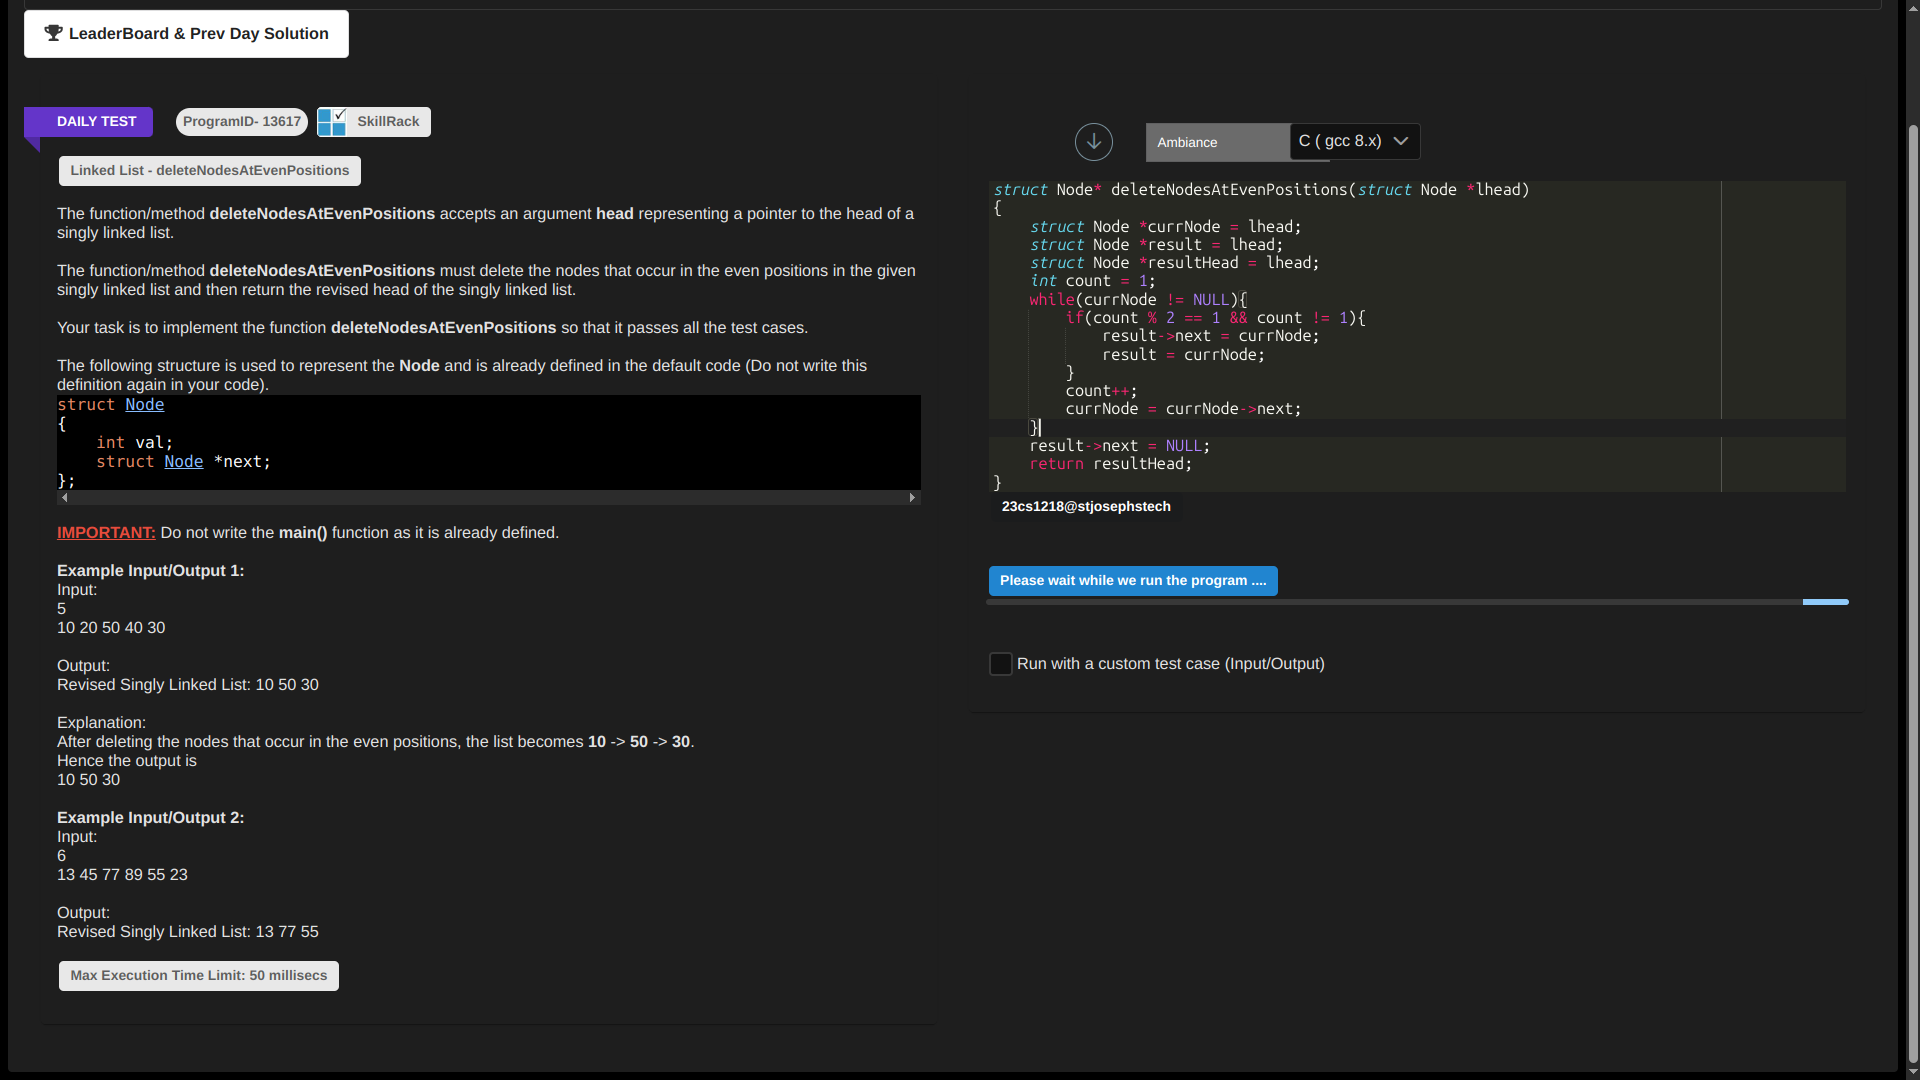 LeaderBoard & Prev Day Solution
DAILY TEST
ProgramID- 13617
SkillRack
Linked List - deleteNodesAtEvenPositions
The function/method deleteNodesAtEvenPositions accepts an argument head representing a pointer to the head of a
singly linked list.
The function/method deleteNodesAtEvenPositions must delete the nodes that occur in the even positions in the given
singly linked list and then return the revised head of the singly linked list.
Your task is to implement the function deleteNodesAtEvenPositions so that it passes all the test cases.
The following structure is used to represent the Node and is already defined in the default code (Do not write this
definition again in your code).
struct Node
{
    int val;
    struct Node *next;
};
IMPORTANT: Do not write the main() function as it is already defined.
Example Input/Output 1:
Input:
5
10 20 50 40 30
Output:
Revised Singly Linked List: 10 50 30
Explanation:
After deleting the nodes that occur in the even positions, the list becomes 10 -> 50 -> 30.
Hence the output is
10 50 30
Example Input/Output 2:
Input:
6
13 45 77 89 55 23
Output:
Revised Singly Linked List: 13 77 55
Max Execution Time Limit: 50 millisecs
Ambiance
C ( gcc 8.x)
struct Node* deleteNodesAtEvenPositions(struct Node *lhead)
{
    struct Node *currNode = lhead;
    struct Node *result = lhead;
    struct Node *resultHead = lhead;
    int count = 1;
    while(currNode != NULL){
        if(count % 2 == 1 && count != 1){
            result->next = currNode;
            result = currNode;
        }
        count++;
        currNode = currNode->next;
    }
    result->next = NULL;
    return resultHead;
}
23cs1218@stjosephstech
Please wait while we run the program ....
Run with a custom test case (Input/Output)